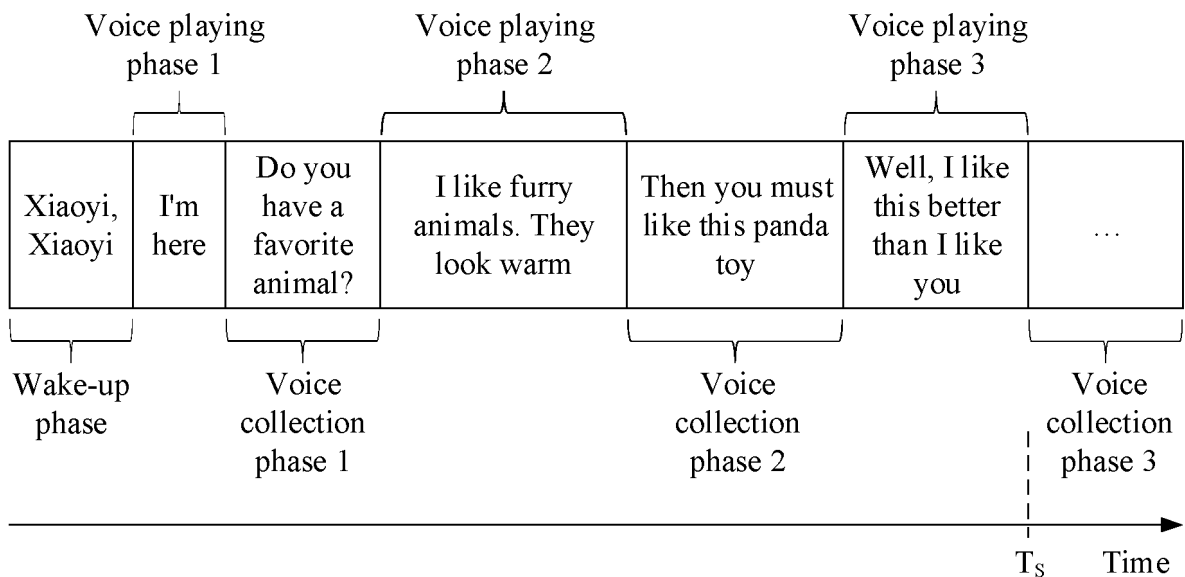 Voice playing
phase 1
Voice playing
phase 2
Voice playing
phase 3
Xiaoyi,
Xiaoyi
I'm
here
Do you
have a
favorite
animal?
I like furry
animals. They
look warm
Then you must
like this panda
toy
Well, I like
this better
than I like
you
...
Wake-up
phase
Voice
collection
phase 1
Voice
collection
phase 2
Voice
collection
phase 3
TS
Time